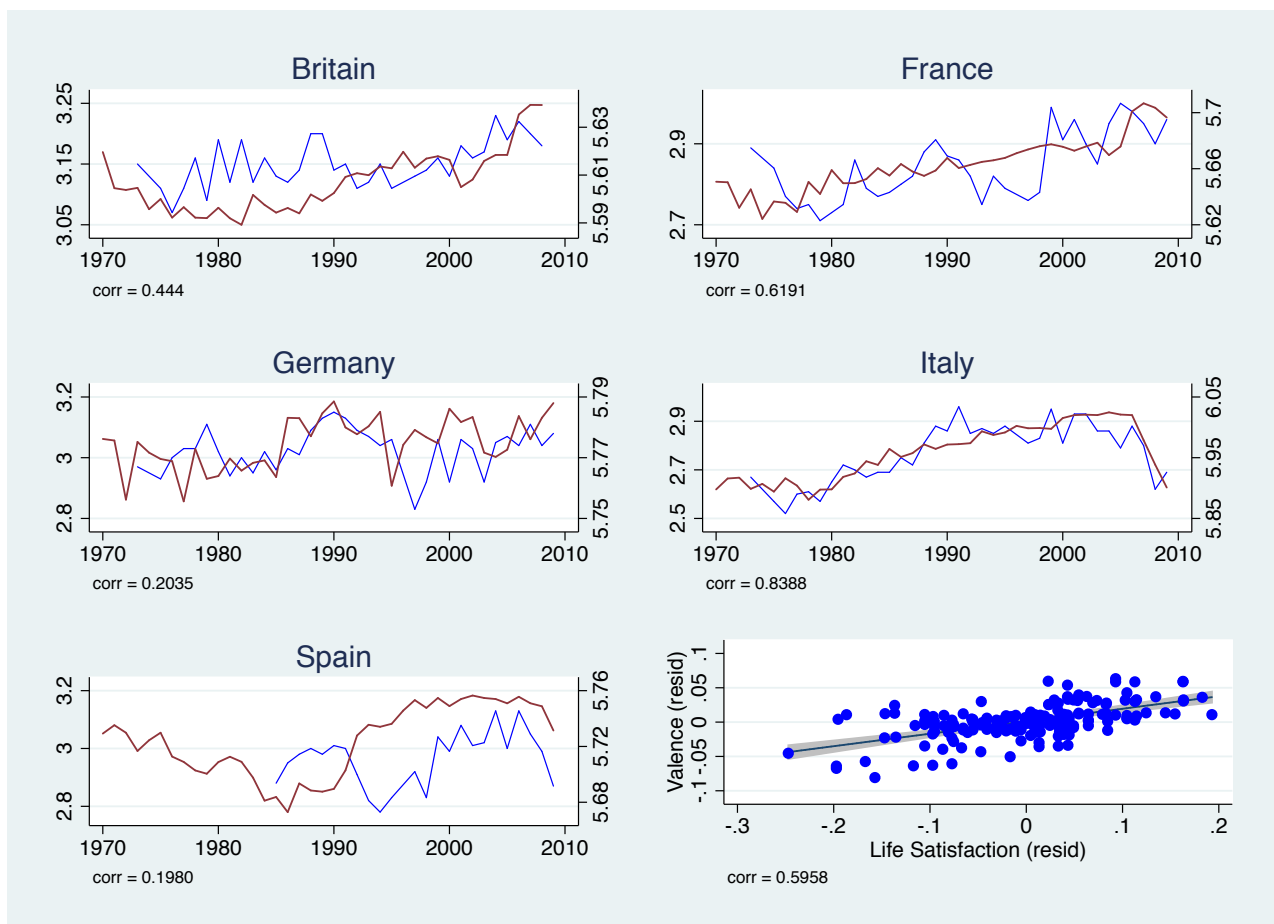 Britain
3.25
3.15
3.05
5.63
5.61
5.59
1970 1980 1990 2000 2010
corr = 0.444
France
2.9
2.7
5.7
5.66
5.62
1970 1980 1990 2000 2010
corr = 0.6191
Germany
3.2
3
2.8
5.79
5.77
5.75
1970 1980 1990 2000 2010
corr = 0.2035
Italy
2.9
2.7
2.5
6.05
5.95
5.85
1970 1980 1990 2000 2010
corr = 0.8388
Spain
3.2
3
2.8
5.76
5.72
5.68
1970 1980 1990 2000 2010
corr = 0.1980
Valence (resid)
.1
.05
0
-.05
-.1
-.3 -.2 -.1 0 .1 .2
Life Satisfaction (resid)
corr = 0.5958